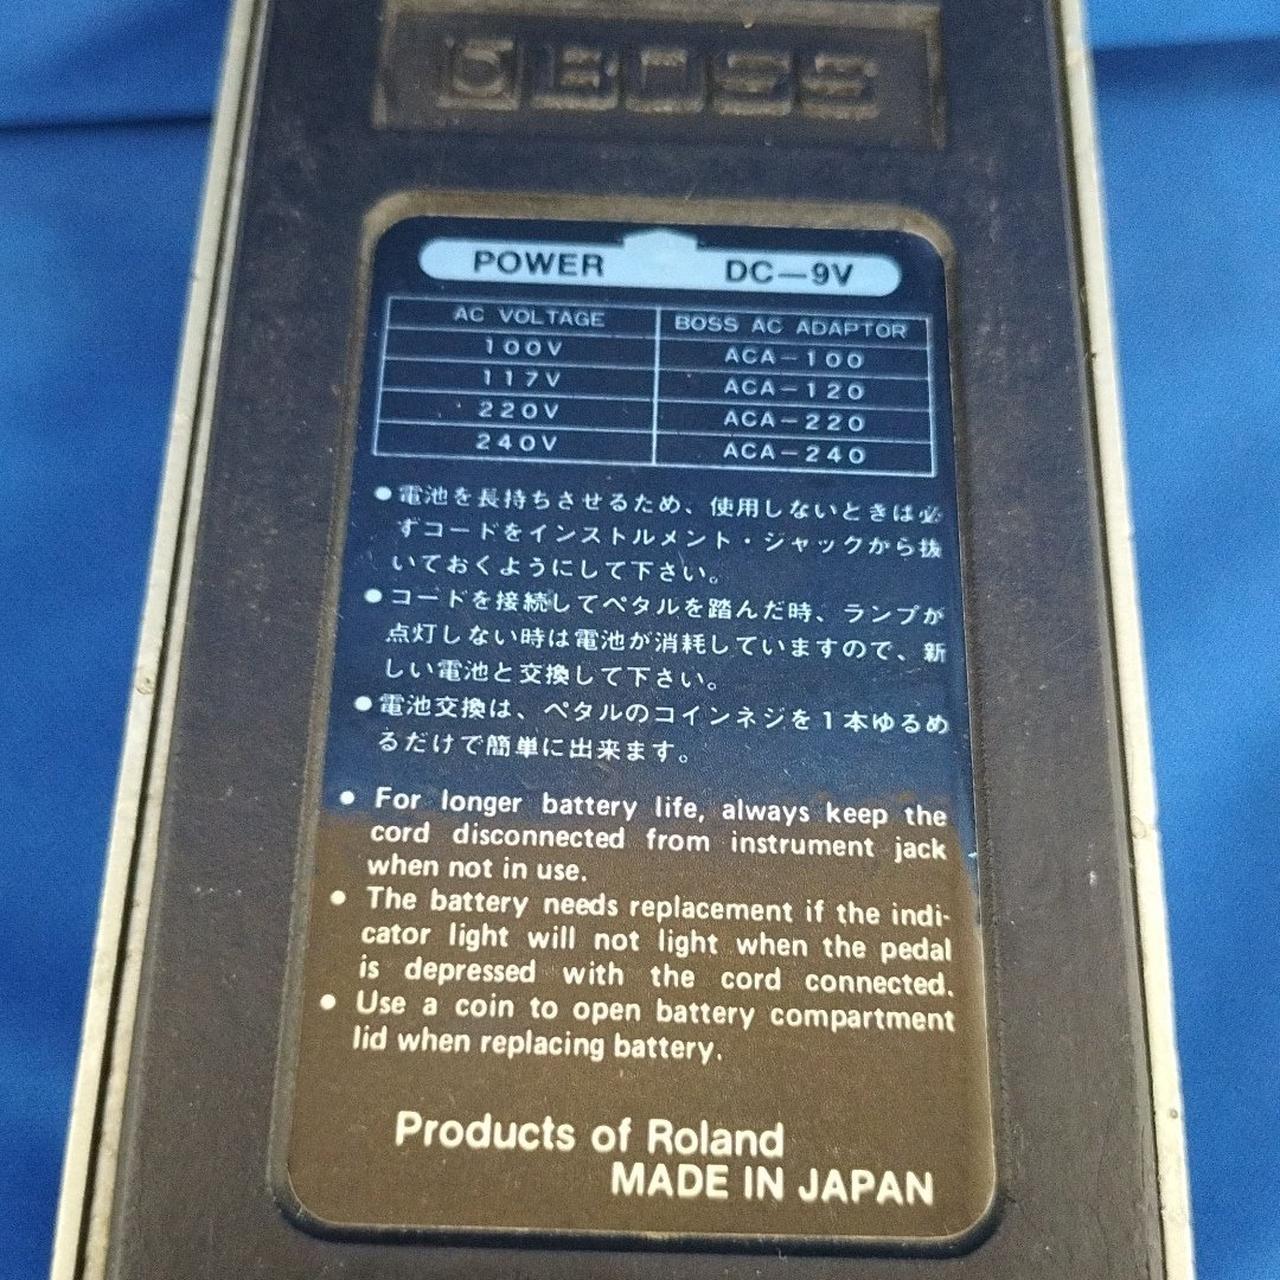 BOSS
POWER DC—9V
AC VOLTAGE BOSS AC ADAPTOR
100V ACA-100
117V ACA-120
220V ACA-220
240V ACA-240
●電池を長持ちさせるため、使用しないときは必
ずコードをインストルメント・ジャックから抜
いておくようにして下さい。
●コードを接続してペタルを踏んだ時、ランプが
点灯しない時は電池が消耗していますので、新
しい電池と交換して下さい。
●電池交換は、ペタルのコインネジを1本ゆるめ
るだけで簡単に出来ます。
● For longer battery life, always keep the
cord disconnected from instrument jack
when not in use.
● The battery needs replacement if the indi-
cator light will not light when the pedal
is depressed with the cord connected.
● Use a coin to open battery compartment
lid when replacing battery.
Products of Roland
MADE IN JAPAN